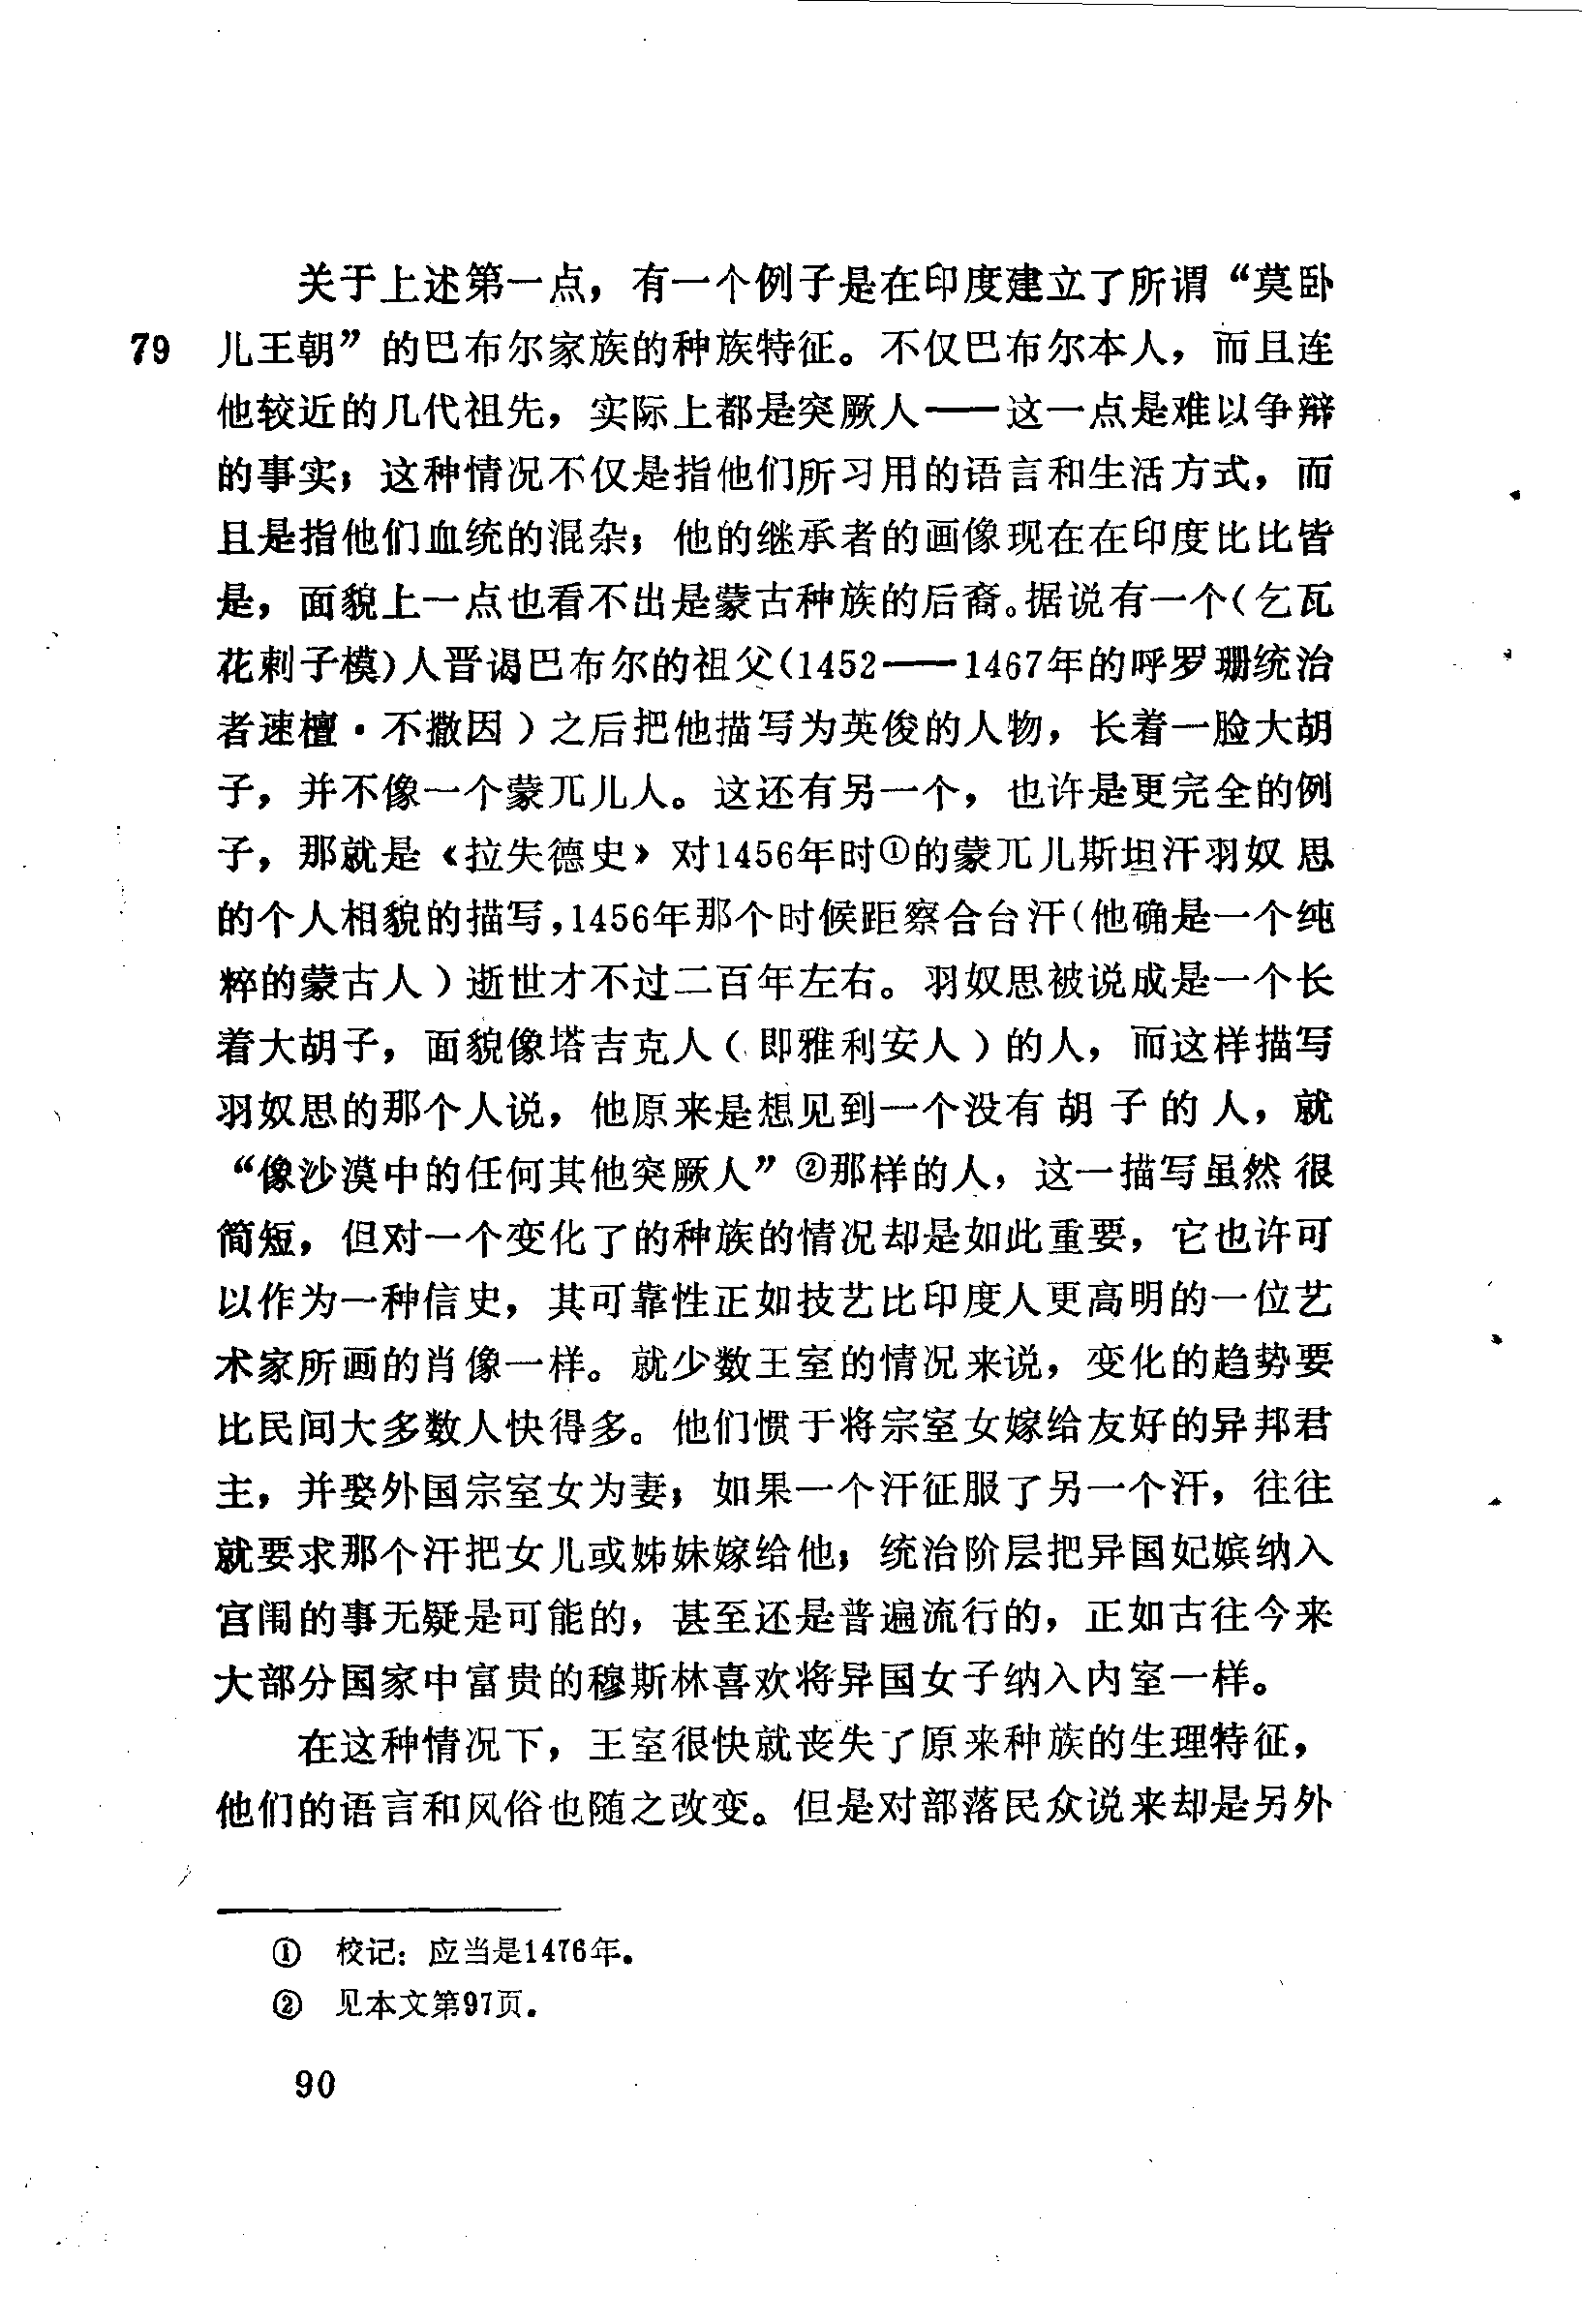 关于上述第一点，有一个例子是在印度建立了所谓“莫卧
79 儿王朝”的巴布尔家族的种族特征。不仅巴布尔本人，而且连
他较近的几代祖先，实际上都是突厥人——这一点是难以争辩
的事实；这种情况不仅是指他们所习用的语言和生活方式，而
且是指他们血统的混杂；他的继承者的画像现在在印度比比皆
是，面貌上一点也看不出是蒙古种族的后裔。据说有一个（乞瓦
花剌子模）人晋谒巴布尔的祖父（1452——1467年的呼罗珊统治
者速檀·不撒因）之后把他描写为英俊的人物，长着一脸大胡
子，并不像一个蒙兀儿人。这还有另一个，也许是更完全的例
子，那就是《拉失德史》对1456年时①的蒙兀儿斯坦汗羽奴思
的个人相貌的描写，1456年那个时候距察合台汗（他确是一个纯
粹的蒙古人）逝世才不过二百年左右。羽奴思被说成是一个长
着大胡子，面貌像塔吉克人（即雅利安人）的人，而这样描写
羽奴思的那个人说，他原来是想见到一个没有胡子的人，就
“像沙漠中的任何其他突厥人”②那样的人，这一描写虽然很
简短，但对一个变化了的种族的情况却是如此重要，它也许可
以作为一种信史，其可靠性正如技艺比印度人更高明的一位艺
术家所画的肖像一样。就少数王室的情况来说，变化的趋势要
比民间大多数人快得多。他们惯于将宗室女嫁给友好的异邦君
主，并娶外国宗室女为妻；如果一个汗征服了另一个汗，往往
就要求那个汗把女儿或姊妹嫁给他；统治阶层把异国妃嫔纳入
宫闱的事无疑是可能的，甚至还是普遍流行的，正如古往今来
大部分国家中富贵的穆斯林喜欢将异国女子纳入内室一样。
在这种情况下，王室很快就丧失了原来种族的生理特征，
他们的语言和风俗也随之改变。但是对部落民众说来却是另外
① 校记：应当是1476年。
② 见本文第97页。
90